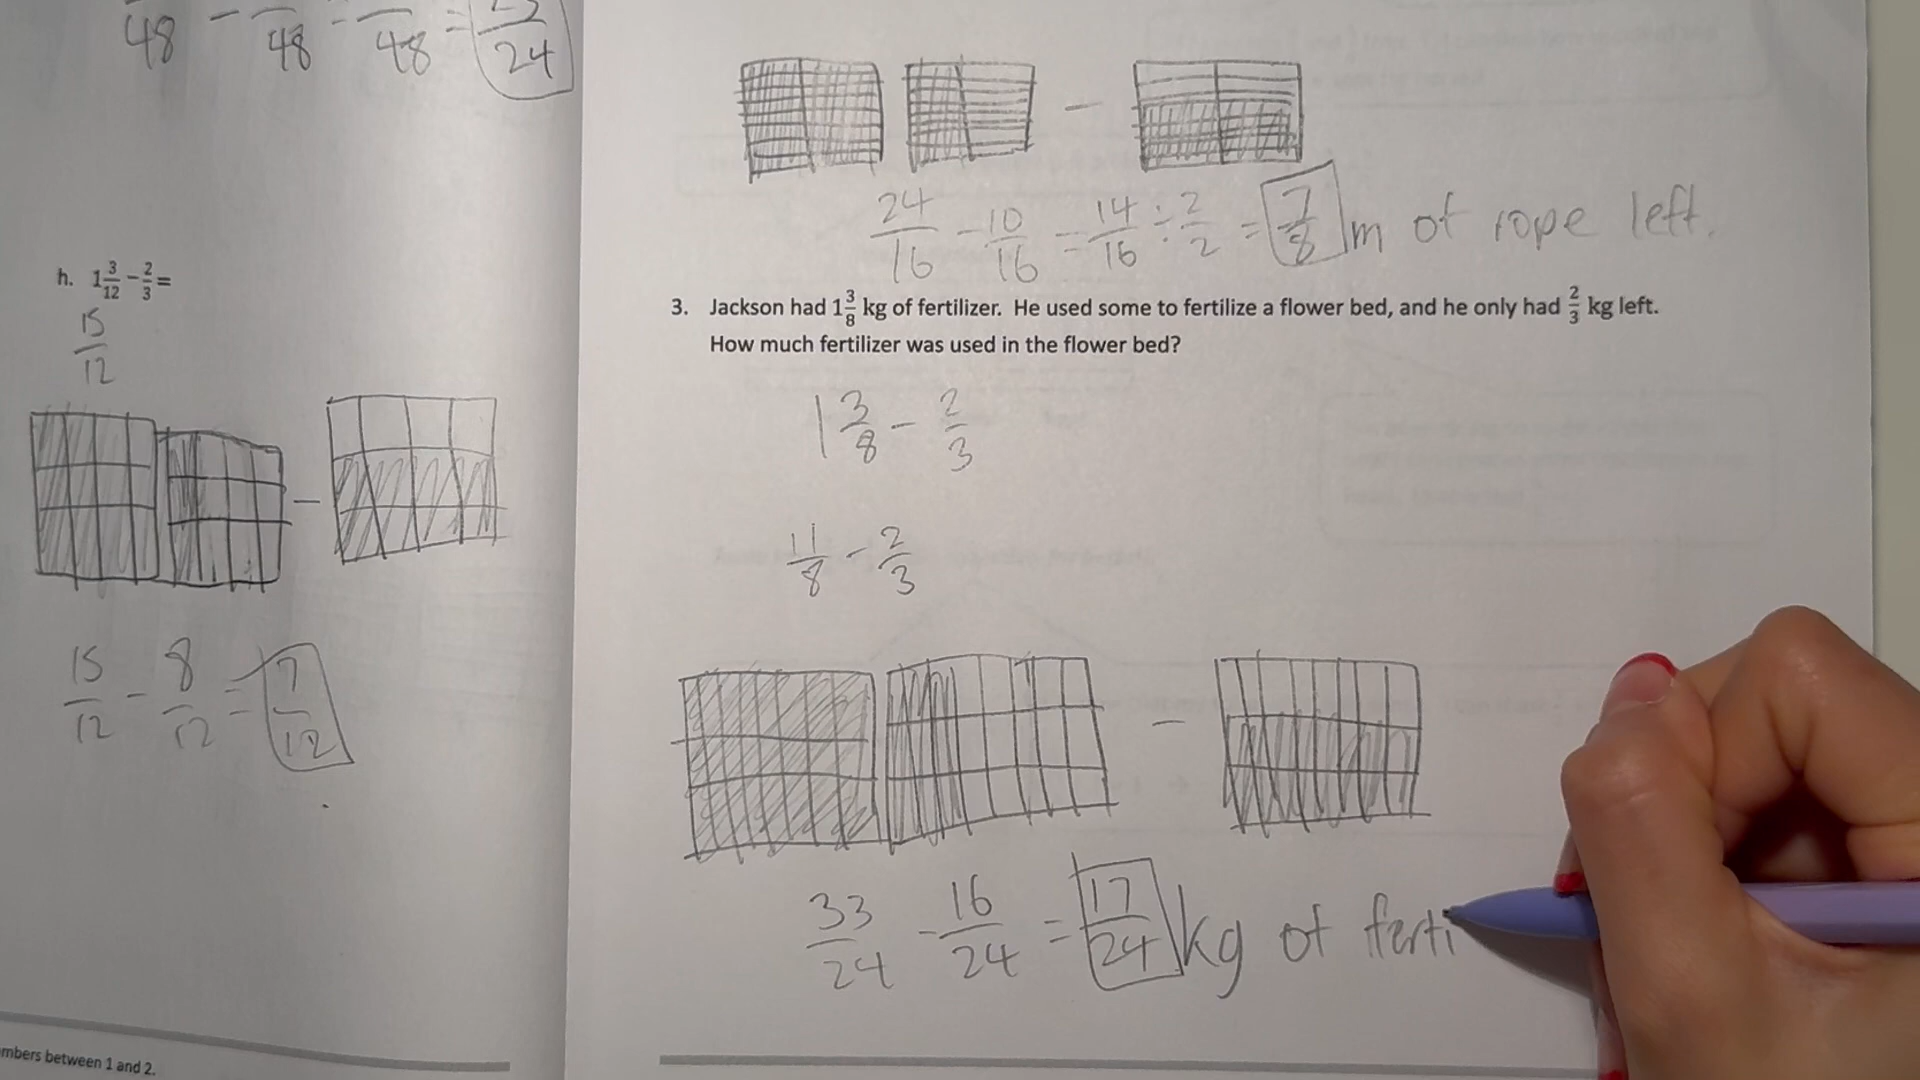 48 - 48 = 48 = 24
h. 1 3/12 - 2/3 =
15/12
15/12 - 8/12 = 7/12
mbers between 1 and 2.
24/16 - 10/16 = 14/16 ÷ 2/2 = 7/8 m of rope left.
3. Jackson had 1 3/8 kg of fertilizer. He used some to fertilize a flower bed, and he only had 2/3 kg left.
How much fertilizer was used in the flower bed?
1 3/8 - 2/3
11/8 - 2/3
33/24 - 16/24 = 17/24 kg of ferti